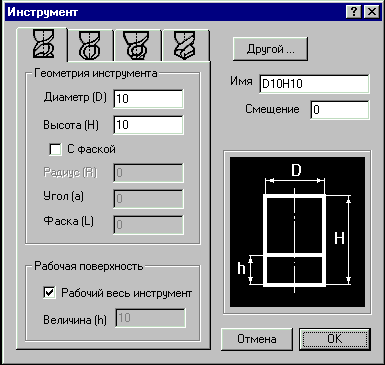 Инструмент
Другой ...
Геометрия инструмента
Диаметр (D) 10
Высота (H) 10
С фаской
Радиус (R) 0
Угол (a) 0
Фаска (L) 0
Имя D10H10
Смещение 0
D
H
h
Рабочая поверхность
Рабочий весь инструмент
Величина (h) 10
Отмена
OK